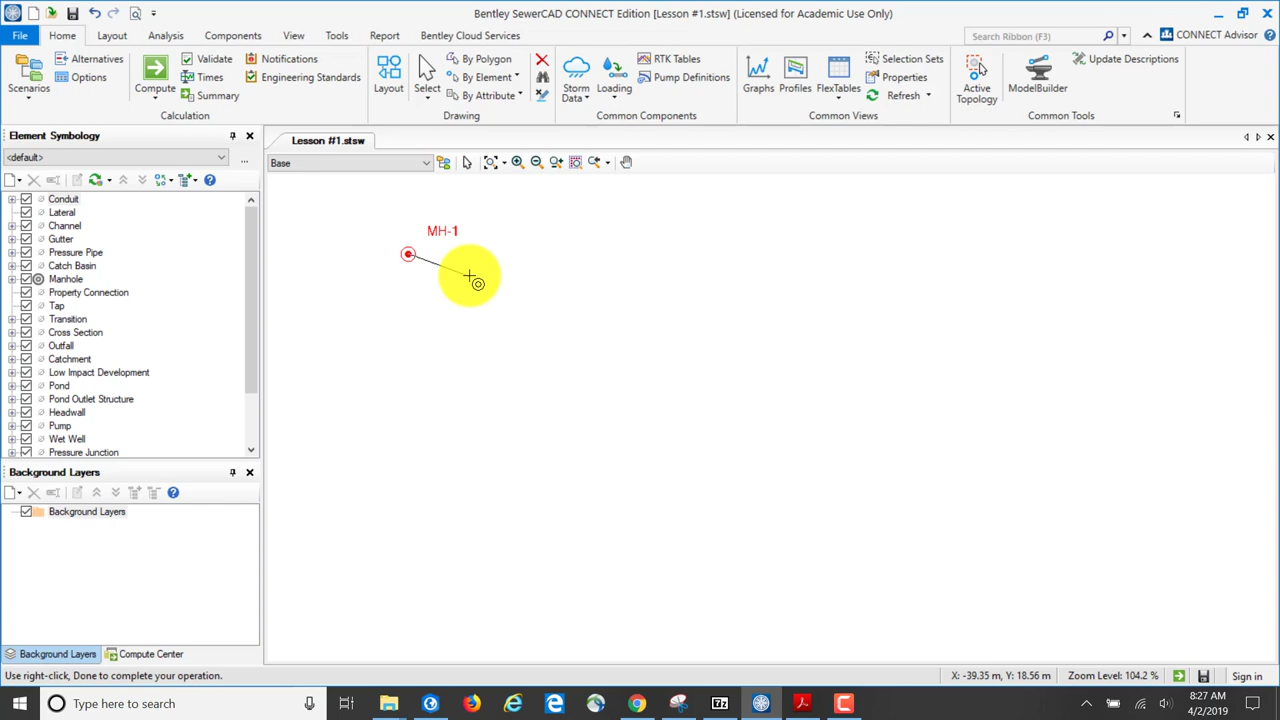 Bentley SewerCAD CONNECT Edition [Lesson #1.stsw] (Licensed for Academic Use Only)
File Home Layout Analysis View Tools Report Components Bentley Cloud Services Search Ribbon (F3) CONNECT Advisor
Scenarios
Alternatives
Options
Compute
Validate
Times
Summary
Notifications
Engineering Standards
Calculation
Layout
Select
By Polygon
By Element
By Attribute
Drawing
Storm
Data
Loading
RTK Tables
Pump Definitions
Common Components
Graphs
Profiles
FlexTables
Selection Sets
Properties
Refresh
Common Views
Active
Topology
ModelBuilder
Update Descriptions
Common Tools
Element Symbology
<default>
...
Conduit
Lateral
Channel
Gutter
Pressure Pipe
Catch Basin
Manhole
Property Connection
Tap
Transition
Cross Section
Outfall
Catchment
Low Impact Development
Pond
Pond Outlet Structure
Headwall
Pump
Wet Well
Pressure Junction
Background Layers
Background Layers
Background Layers Compute Center
Lesson #1.stsw
Base
MH-1
Use right-click, Done to complete your operation.
X: -39.35 m, Y: 18.56 m Zoom Level: 104.2 % Sign in
Type here to search
8:27 AM
4/2/2019